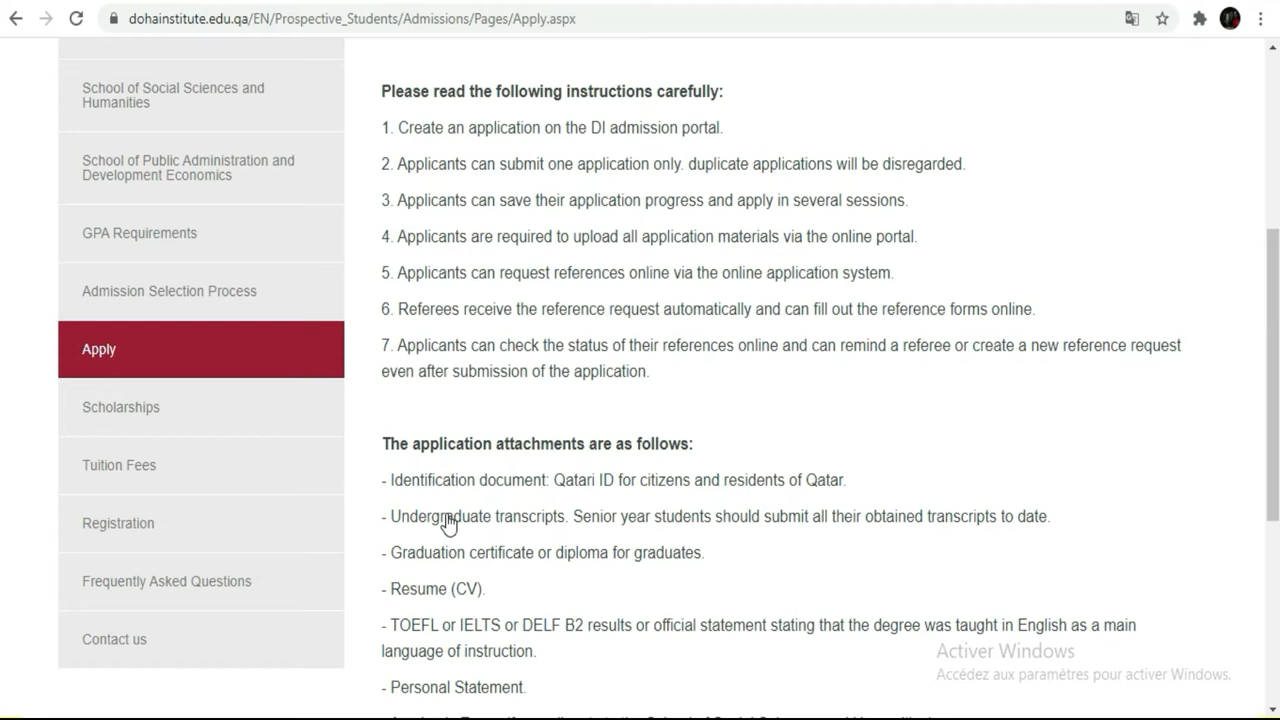 dohainstitute.edu.qa/EN/Prospective_Students/Admissions/Pages/Apply.aspx
School of Social Sciences and
Humanities
School of Public Administration and
Development Economics
GPA Requirements
Admission Selection Process
Apply
Scholarships
Tuition Fees
Registration
Frequently Asked Questions
Contact us
Please read the following instructions carefully:
1. Create an application on the DI admission portal.
2. Applicants can submit one application only. duplicate applications will be disregarded.
3. Applicants can save their application progress and apply in several sessions.
4. Applicants are required to upload all application materials via the online portal.
5. Applicants can request references online via the online application system.
6. Referees receive the reference request automatically and can fill out the reference forms online.
7. Applicants can check the status of their references online and can remind a referee or create a new reference request
even after submission of the application.
The application attachments are as follows:
- Identification document: Qatari ID for citizens and residents of Qatar.
- Undergraduate transcripts. Senior year students should submit all their obtained transcripts to date.
- Graduation certificate or diploma for graduates.
- Resume (CV).
- TOEFL or IELTS or DELF B2 results or official statement stating that the degree was taught in English as a main
language of instruction.
- Personal Statement.
Activer Windows
Accédez aux paramètres pour activer Windows.